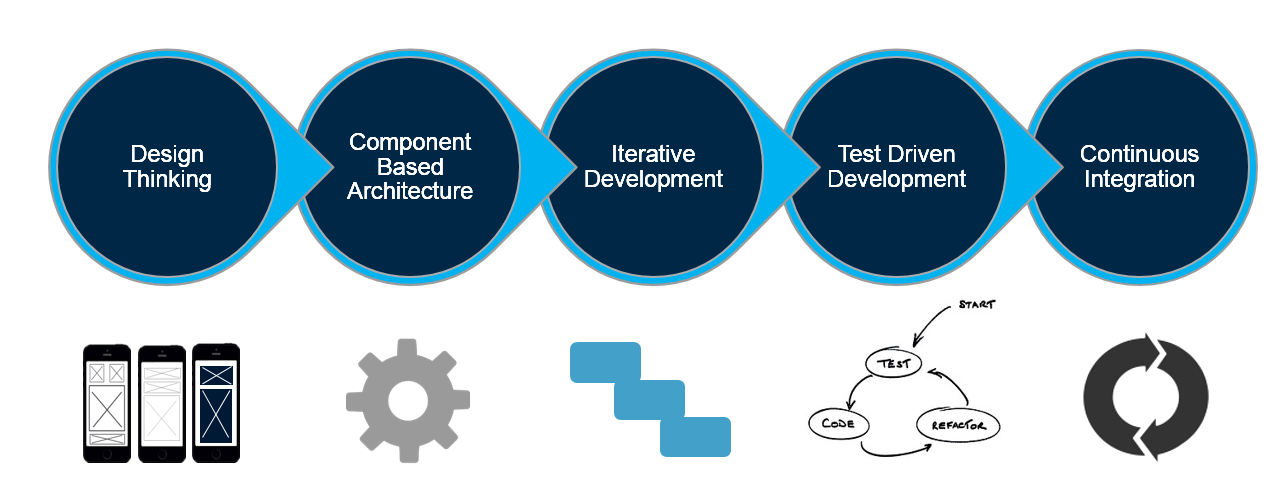 Design
Thinking
Component
Based
Architecture
Iterative
Development
Test Driven
Development
Continuous
Integration
START
TEST
CODE
REFACTOR